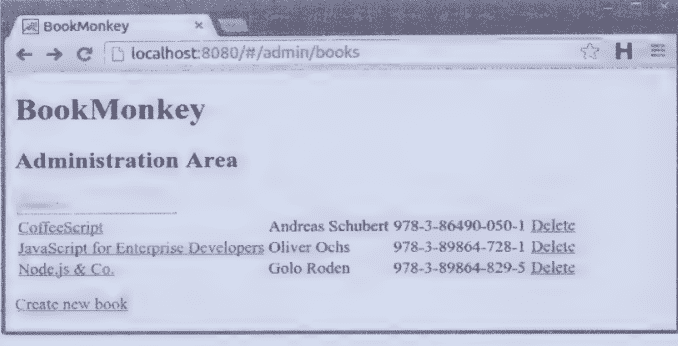 BookMonkey
localhost:8080/#/admin/books
BookMonkey
Administration Area
CoffeeScript Andreas Schubert 978-3-86490-050-1 Delete
JavaScript for Enterprise Developers Oliver Ochs 978-3-89864-728-1 Delete
Node.js & Co. Golo Roden 978-3-89864-829-5 Delete
Create new book